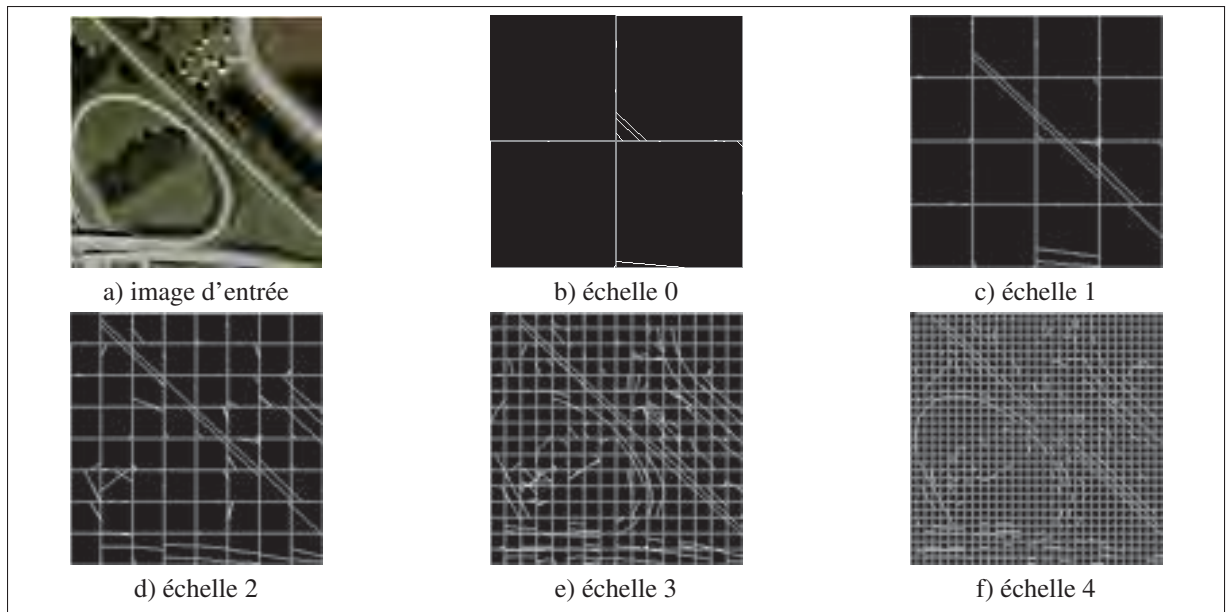 a) image d'entrée
b) échelle 0
c) échelle 1
d) échelle 2
e) échelle 3
f) échelle 4